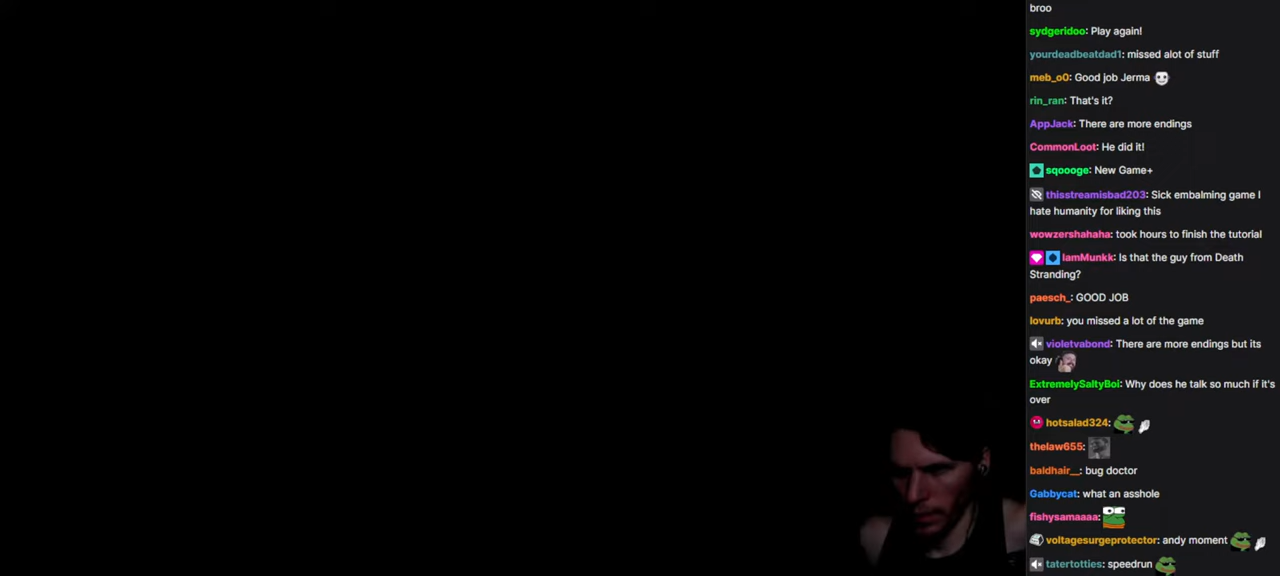 broo
sydgeridoo: Play again!
yourdeadbeatdad1: missed alot of stuff
meb_o0: Good job Jerma
rin_ran: That's it?
AppJack: There are more endings
CommonLoot: He did it!
sqoooge: New Game+
thisstreamisbad203: Sick embalming game I
hate humanity for liking this
wowzershahaha: took hours to finish the tutorial
IamMunkk: Is that the guy from Death
Stranding?
paesch_: GOOD JOB
lovurb: you missed a lot of the game
violetvabond: There are more endings but its
okay
ExtremelySaltyBoi: Why does he talk so much if it's
over
hotsalad324:
thelaw655:
baldhair__: bug doctor
Gabbycat: what an asshole
fishysamaaaa:
voltagesurgeprotector: andy moment
tatertotties: speedrun